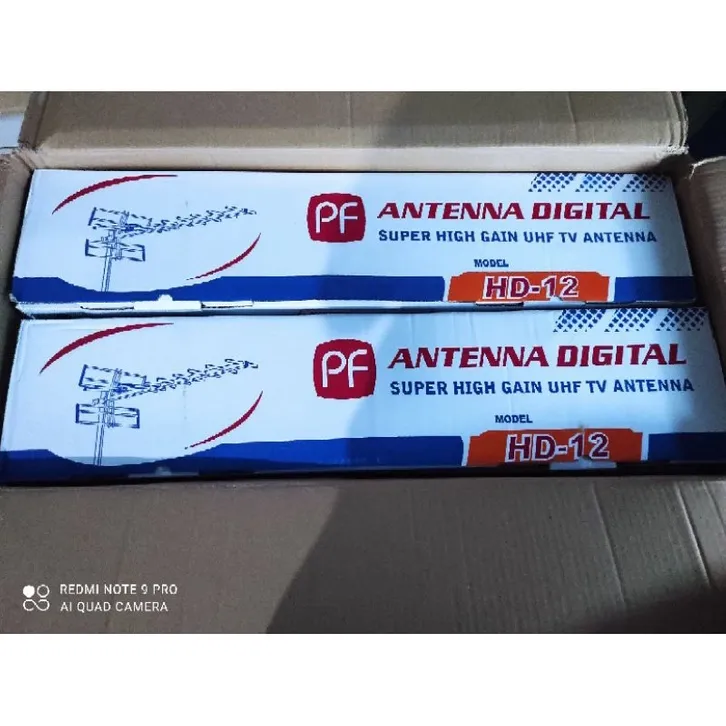 PF
ANTENNA DIGITAL
SUPER HIGH GAIN UHF TV ANTENNA
MODEL
HD-12
PF
ANTENNA DIGITAL
SUPER HIGH GAIN UHF TV ANTENNA
MODEL
HD-12
REDMI NOTE 9 PRO
AI QUAD CAMERA